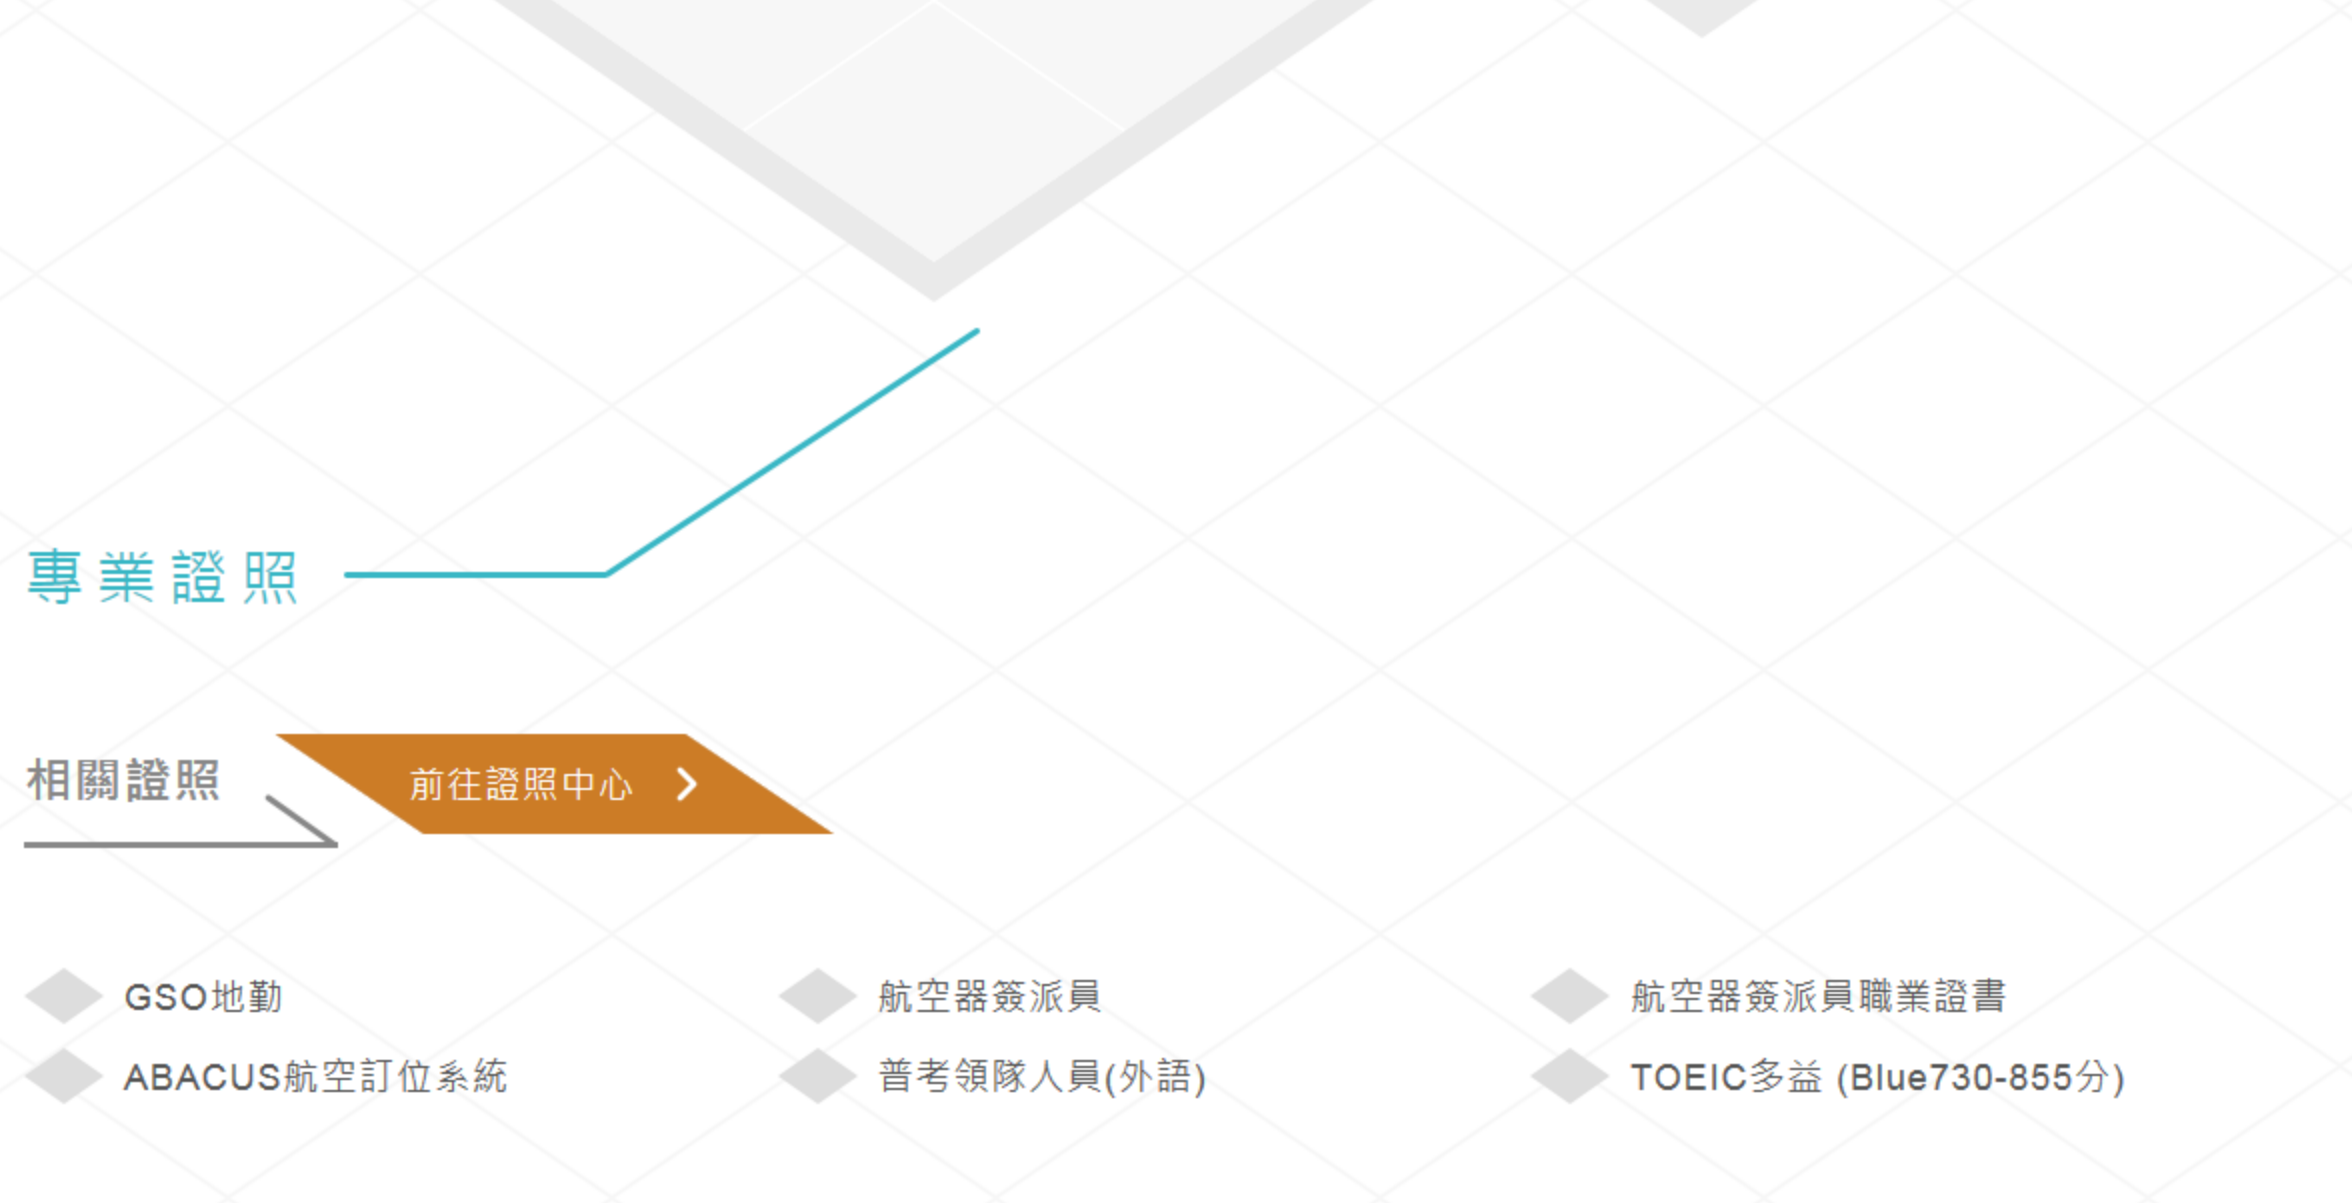 專業證照
相關證照
前往證照中心
GSO地勤
航空器簽派員
航空器簽派員職業證書
ABACUS航空訂位系統
普考領隊人員(外語)
TOEIC多益 (Blue730-855分)